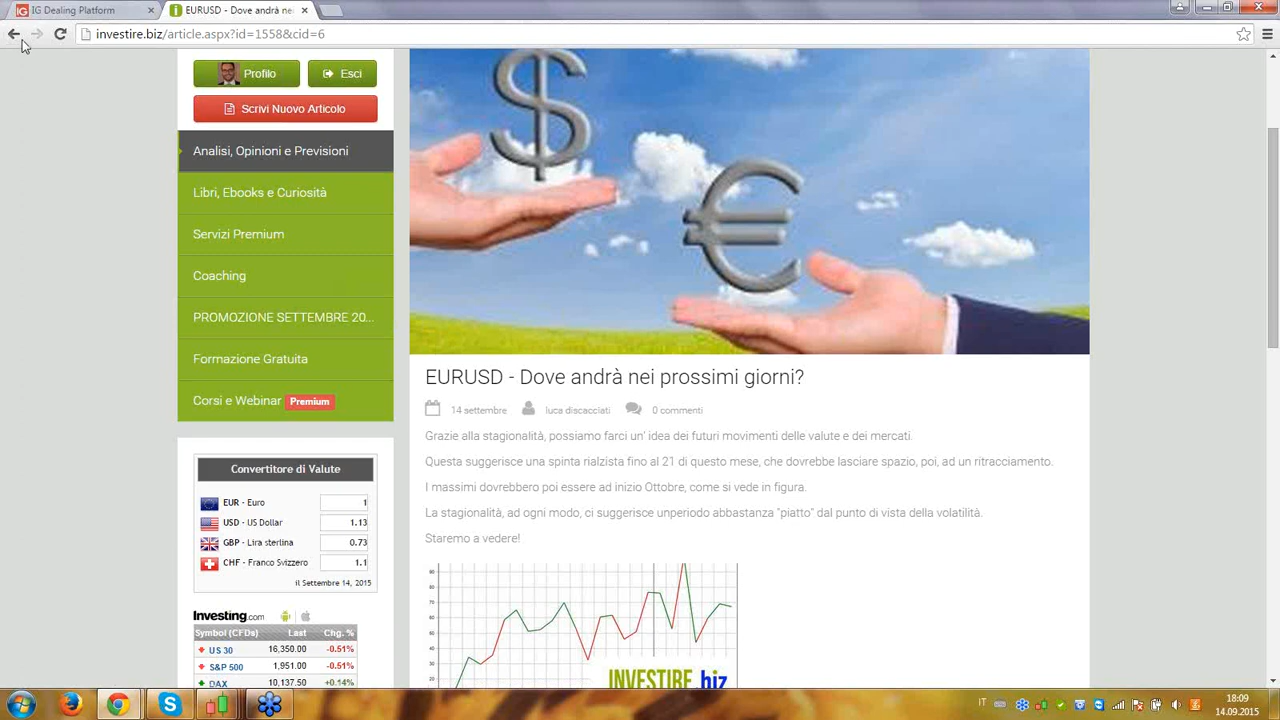 IG Dealing Platform
EURUSD - Dove andrà nei
investire.biz/article.aspx?id=1558&cid=6
Profilo
Esci
Scrivi Nuovo Articolo
Analisi, Opinioni e Previsioni
Libri, Ebooks e Curiosità
Servizi Premium
Coaching
PROMOZIONE SETTEMBRE 20...
Formazione Gratuita
Corsi e Webinar Premium
Convertitore di Valute
EUR - Euro 1
USD - US Dollar 1.13
GBP - Lira sterlina 0.73
CHF - Franco Svizzero 1.1
il Settembre 14, 2015
Investing.com
Symbol (CFDs) Last Chg. %
US 30 16,350.00 -0.51%
S&P 500 1,951.00 -0.51%
DAX 10,137.50 +0.14%
$
€
EURUSD - Dove andrà nei prossimi giorni?
14 settembre luca discacciati 0 commenti
Grazie alla stagionalità, possiamo farci un' idea dei futuri movimenti delle valute e dei mercati.
Questa suggerisce una spinta rialzista fino al 21 di questo mese, che dovrebbe lasciare spazio, poi, ad un ritracciamento.
I massimi dovrebbero poi essere ad inizio Ottobre, come si vede in figura.
La stagionalità, ad ogni modo, ci suggerisce unperiodo abbastanza "piatto" dal punto di vista della volatilità.
Staremo a vedere!
90
80
70
60
50
40
30
INVESTIRE.biz
IT
18:09
14.09.2015